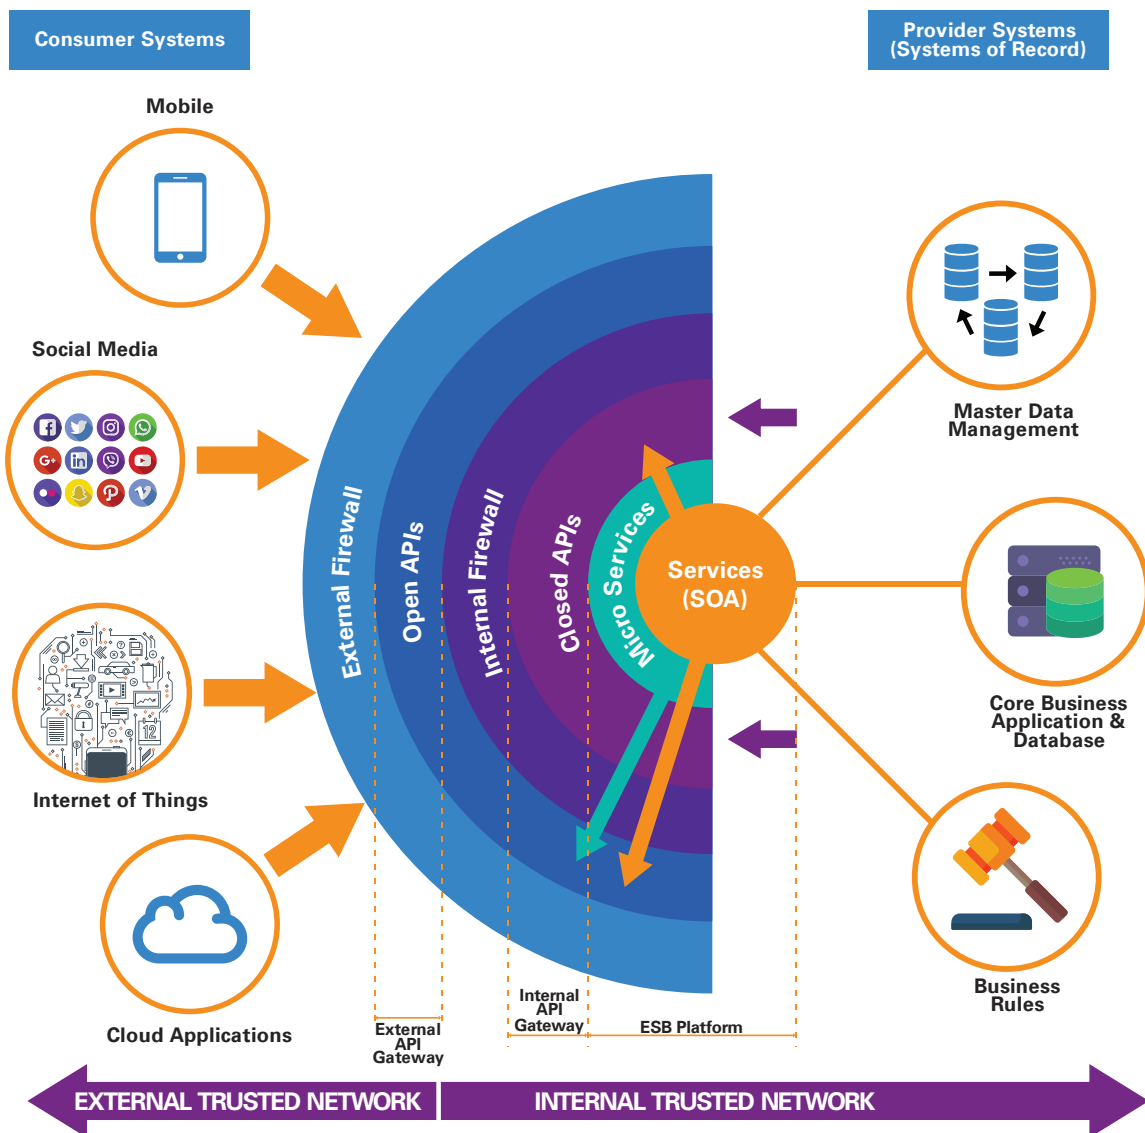 Consumer Systems
Provider Systems
(Systems of Record)
Mobile
Social Media
Internet of Things
Cloud Applications
External Firewall
Open APIs
Internal Firewall
Closed APIs
Micro Services
Services
(SOA)
Master Data
Management
Core Business
Application &
Database
Business
Rules
12
External
API
Gateway
Internal
API
Gateway
ESB Platform
EXTERNAL TRUSTED NETWORK
INTERNAL TRUSTED NETWORK